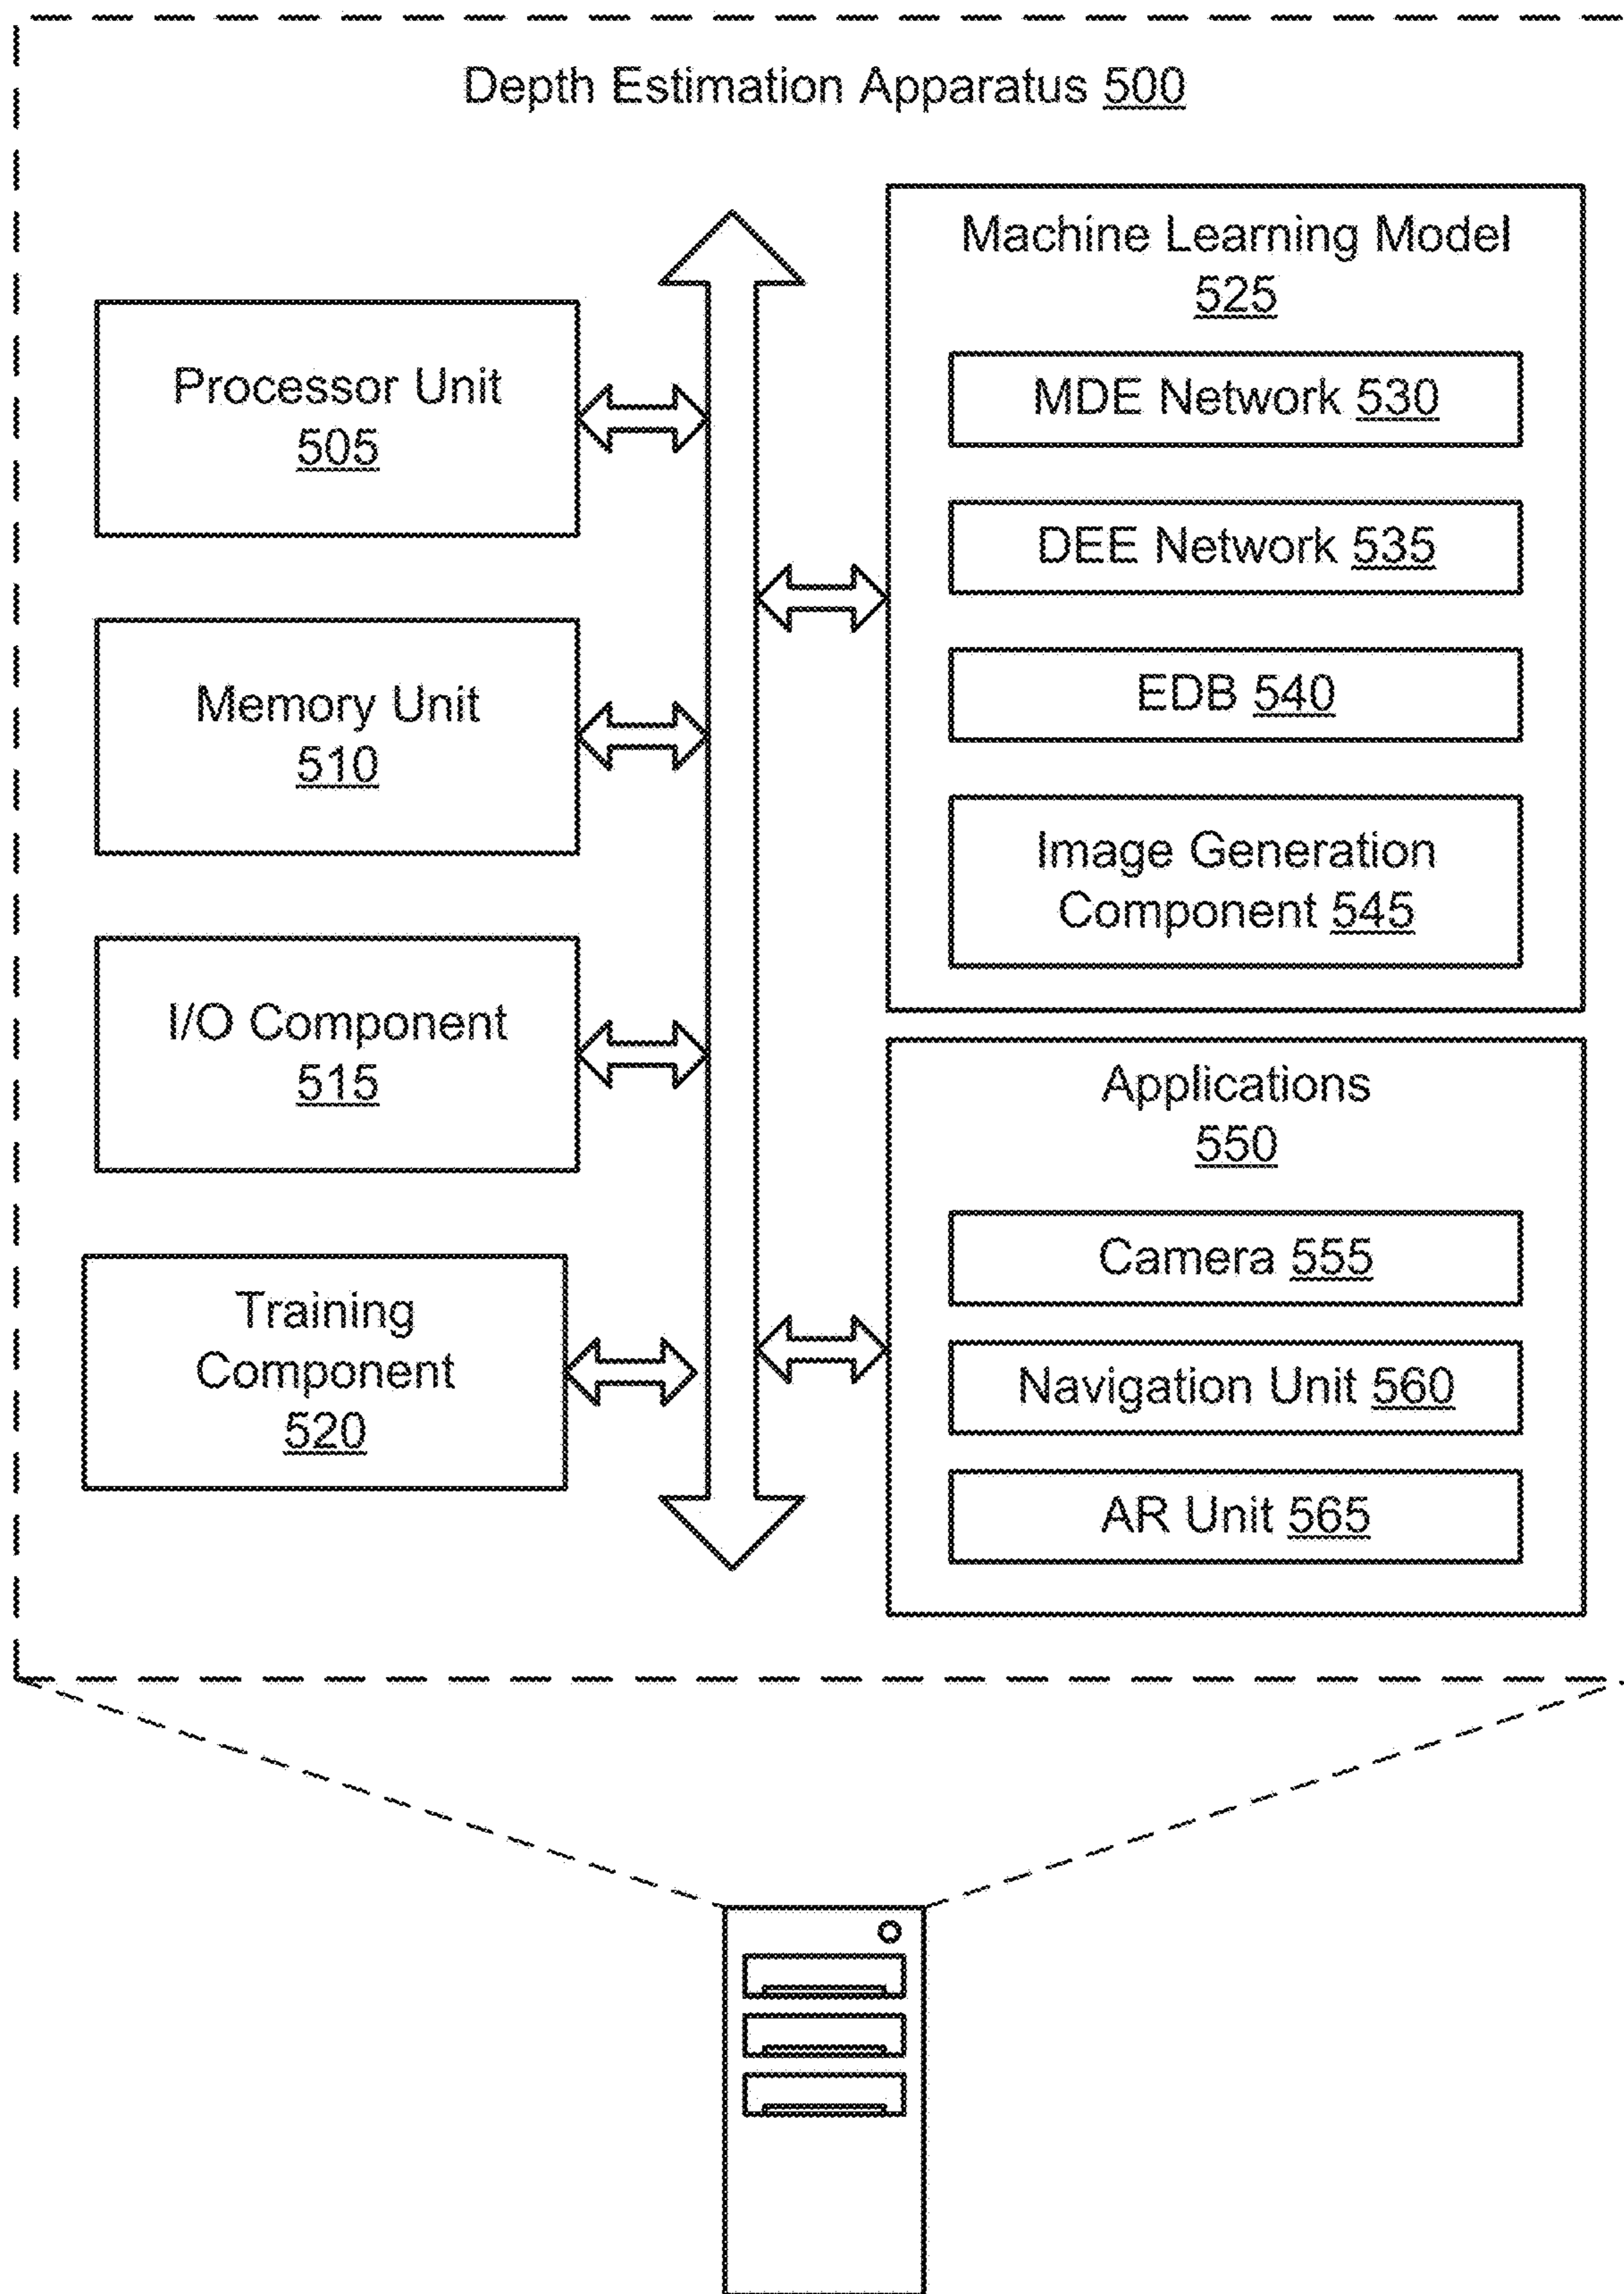 Depth Estimation Apparatus 500
Processor Unit
505
Memory Unit
510
I/O Component
515
Training
Component
520
Machine Learning Model
525
MDE Network 530
DEE Network 535
EDB 540
Image Generation
Component 545
Applications
550
Camera 555
Navigation Unit 560
AR Unit 565